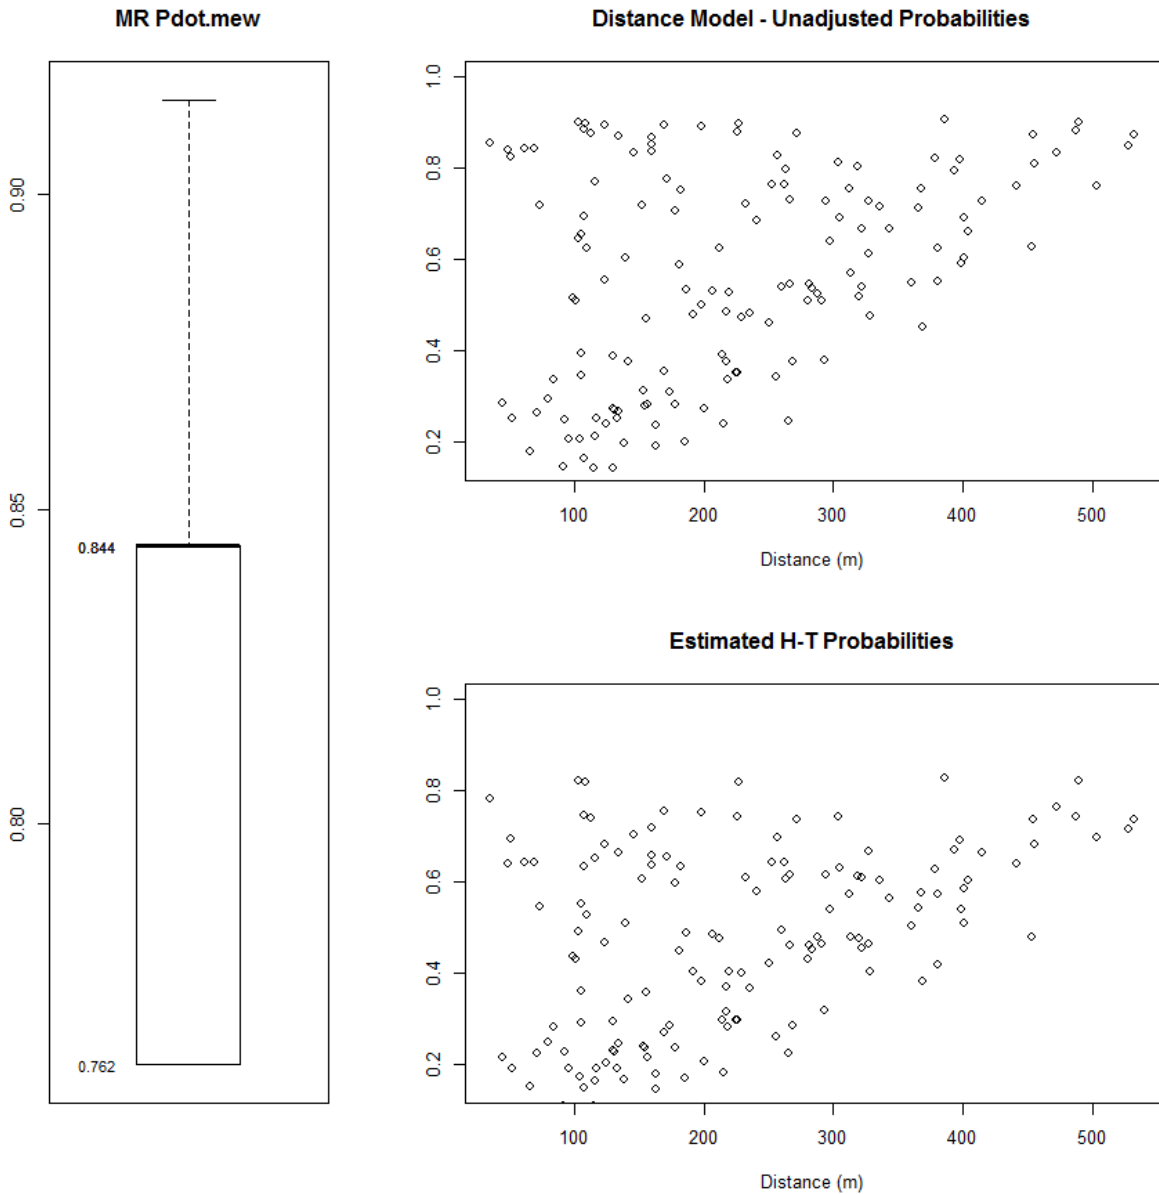 MR Pdot.mew
0.90
0.85
0.844
0.80
0.762
Distance Model - Unadjusted Probabilities
1.0
0.8
0.6
0.4
0.2
100 200 300 400 500
Distance (m)
Estimated H-T Probabilities
1.0
0.8
0.6
0.4
0.2
100 200 300 400 500
Distance (m)